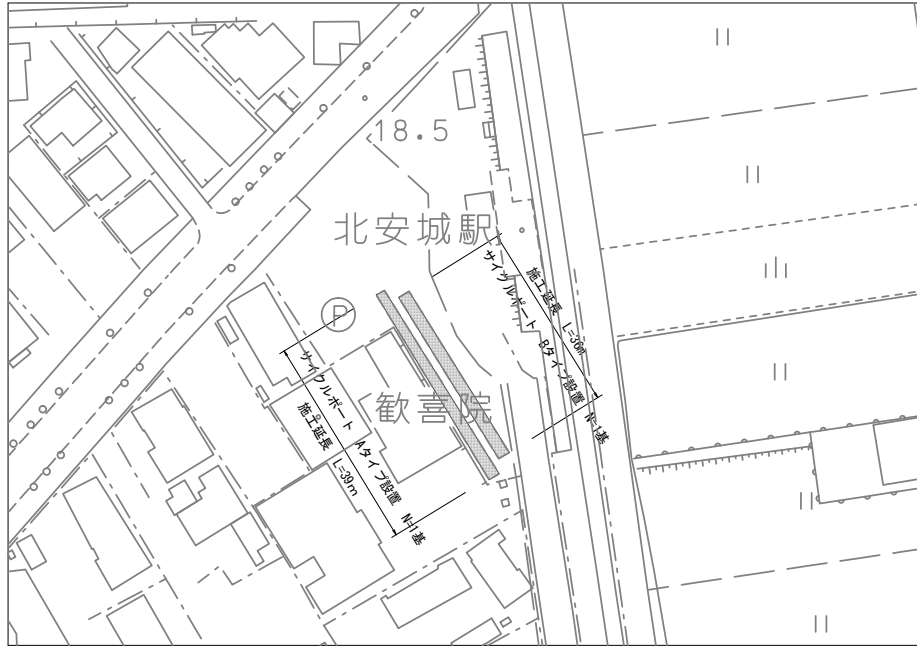 18.5
北安城駅
施工延長 L=36m
サイクルポート Bタイプ設置 N=1基
P
歓喜院
サイクルポート Aタイプ設置 N=1基
施工延長 L=39m